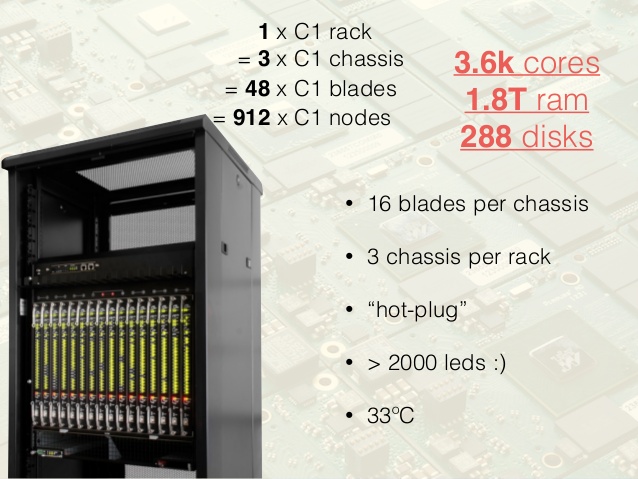 1 x C1 rack
= 3 x C1 chassis
= 48 x C1 blades
= 912 x C1 nodes
3.6k cores
1.8T ram
288 disks
• 16 blades per chassis
• 3 chassis per rack
• “hot-plug”
• > 2000 leds :)
• 33ºC